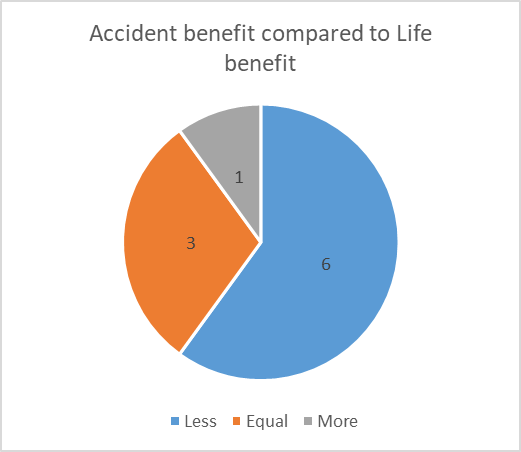 Accident benefit compared to Life
benefit
1
3
6
Less Equal More